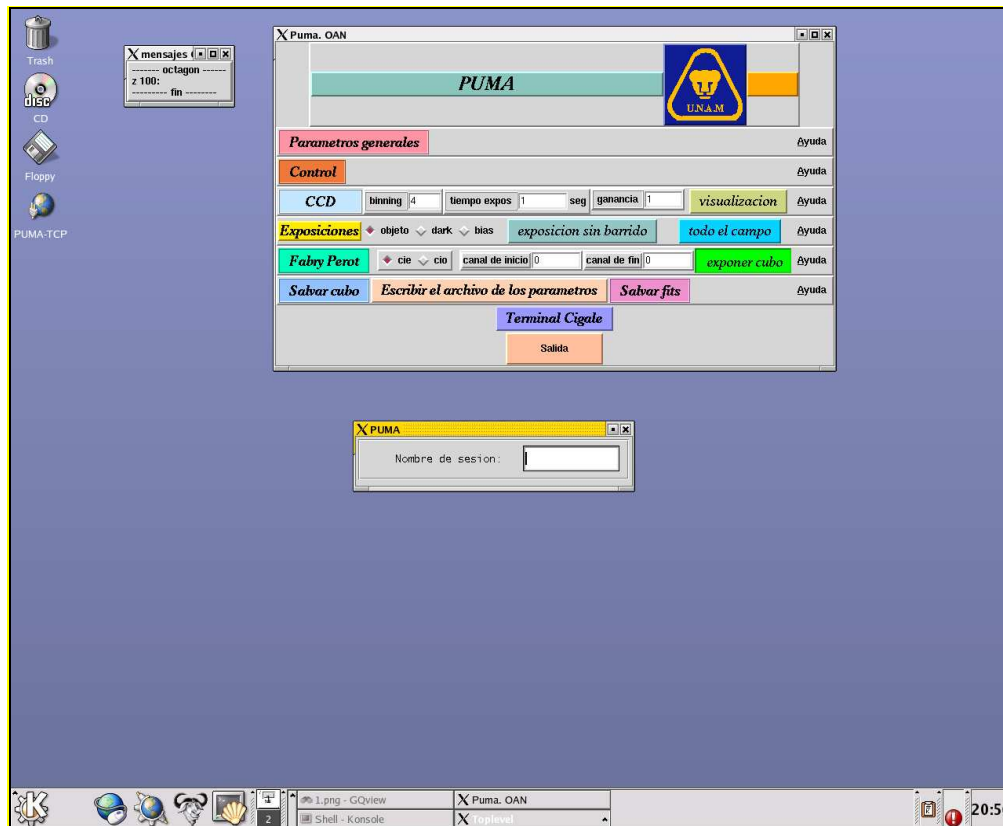 Trash
CD
Floppy
PUMA-TCP
mensajes
------- octagon ------
z 100:
--------- fin --------
Puma. OAN
PUMA
U.N.A.M
Parametros generales Ayuda
Control Ayuda
CCD binning 4 tiempo expos 1 seg ganancia 1 visualizacion Ayuda
Exposiciones objeto dark bias exposicion sin barrido todo el campo Ayuda
Fabry Perot cie cio canal de inicio 0 canal de fin 0 exponer cubo Ayuda
Salvar cubo Escribir el archivo de los parametros Salvar fits Ayuda
Terminal Cigale
Salida
PUMA
Nombre de sesion:
2
1.png - GQview
Shell - Konsole
Puma. OAN
Toplevel